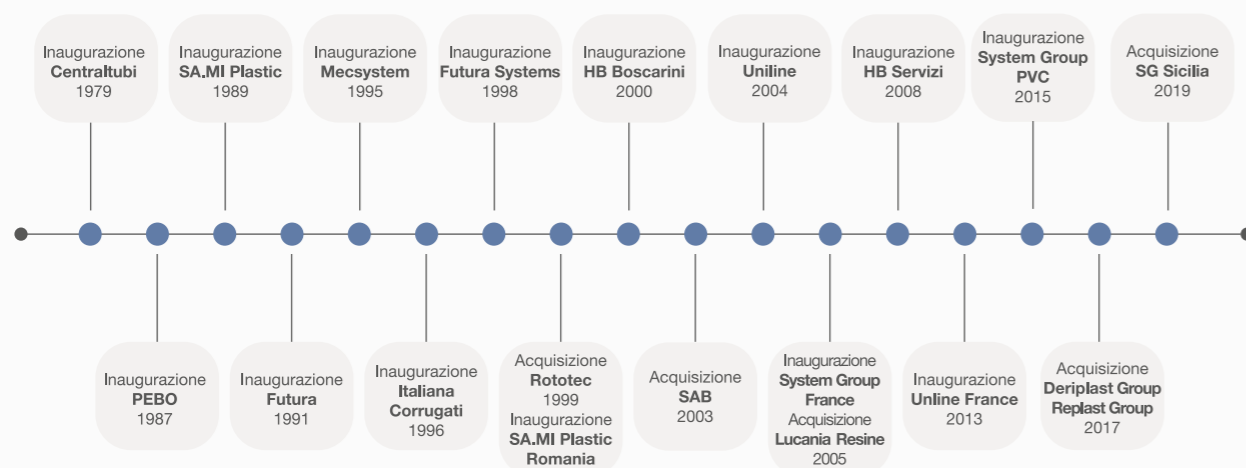 Inaugurazione
Centraltubi
1979
Inaugurazione
SA.MI Plastic
1989
Inaugurazione
Mecsystem
1995
Inaugurazione
Futura Systems
1998
Inaugurazione
HB Boscarini
2000
Inaugurazione
Uniline
2004
Inaugurazione
HB Servizi
2008
Inaugurazione
System Group
PVC
2015
Acquisizione
SG Sicilia
2019
Inaugurazione
PEBO
1987
Inaugurazione
Futura
1991
Inaugurazione
Italiana
Corrugati
1996
Acquisizione
Rototec
1999
Inaugurazione
SA.MI Plastic
Romania
Acquisizione
SAB
2003
Inaugurazione
System Group
France
Acquisizione
Lucania Resine
2005
Inaugurazione
Unline France
2013
Acquisizione
Deriplast Group
Replast Group
2017